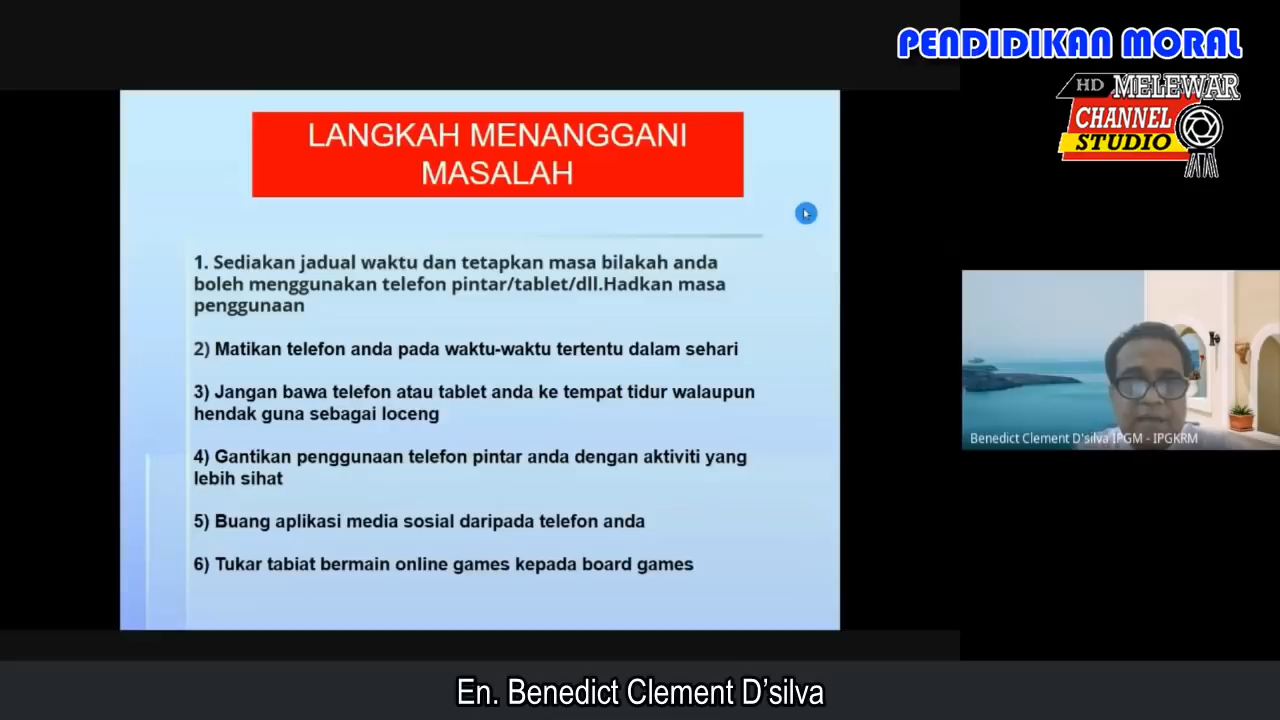 PENDIDIKAN MORAL
HD MELEWAR
CHANNEL
STUDIO
LANGKAH MENANGGANI
MASALAH
1. Sediakan jadual waktu dan tetapkan masa bilakah anda
boleh menggunakan telefon pintar/tablet/dll.Hadkan masa
penggunaan
2) Matikan telefon anda pada waktu-waktu tertentu dalam sehari
3) Jangan bawa telefon atau tablet anda ke tempat tidur walaupun
hendak guna sebagai loceng
4) Gantikan penggunaan telefon pintar anda dengan aktiviti yang
lebih sihat
5) Buang aplikasi media sosial daripada telefon anda
6) Tukar tabiat bermain online games kepada board games
Benedict Clement D'silva IPGM - IPGKRM
En. Benedict Clement D’silva